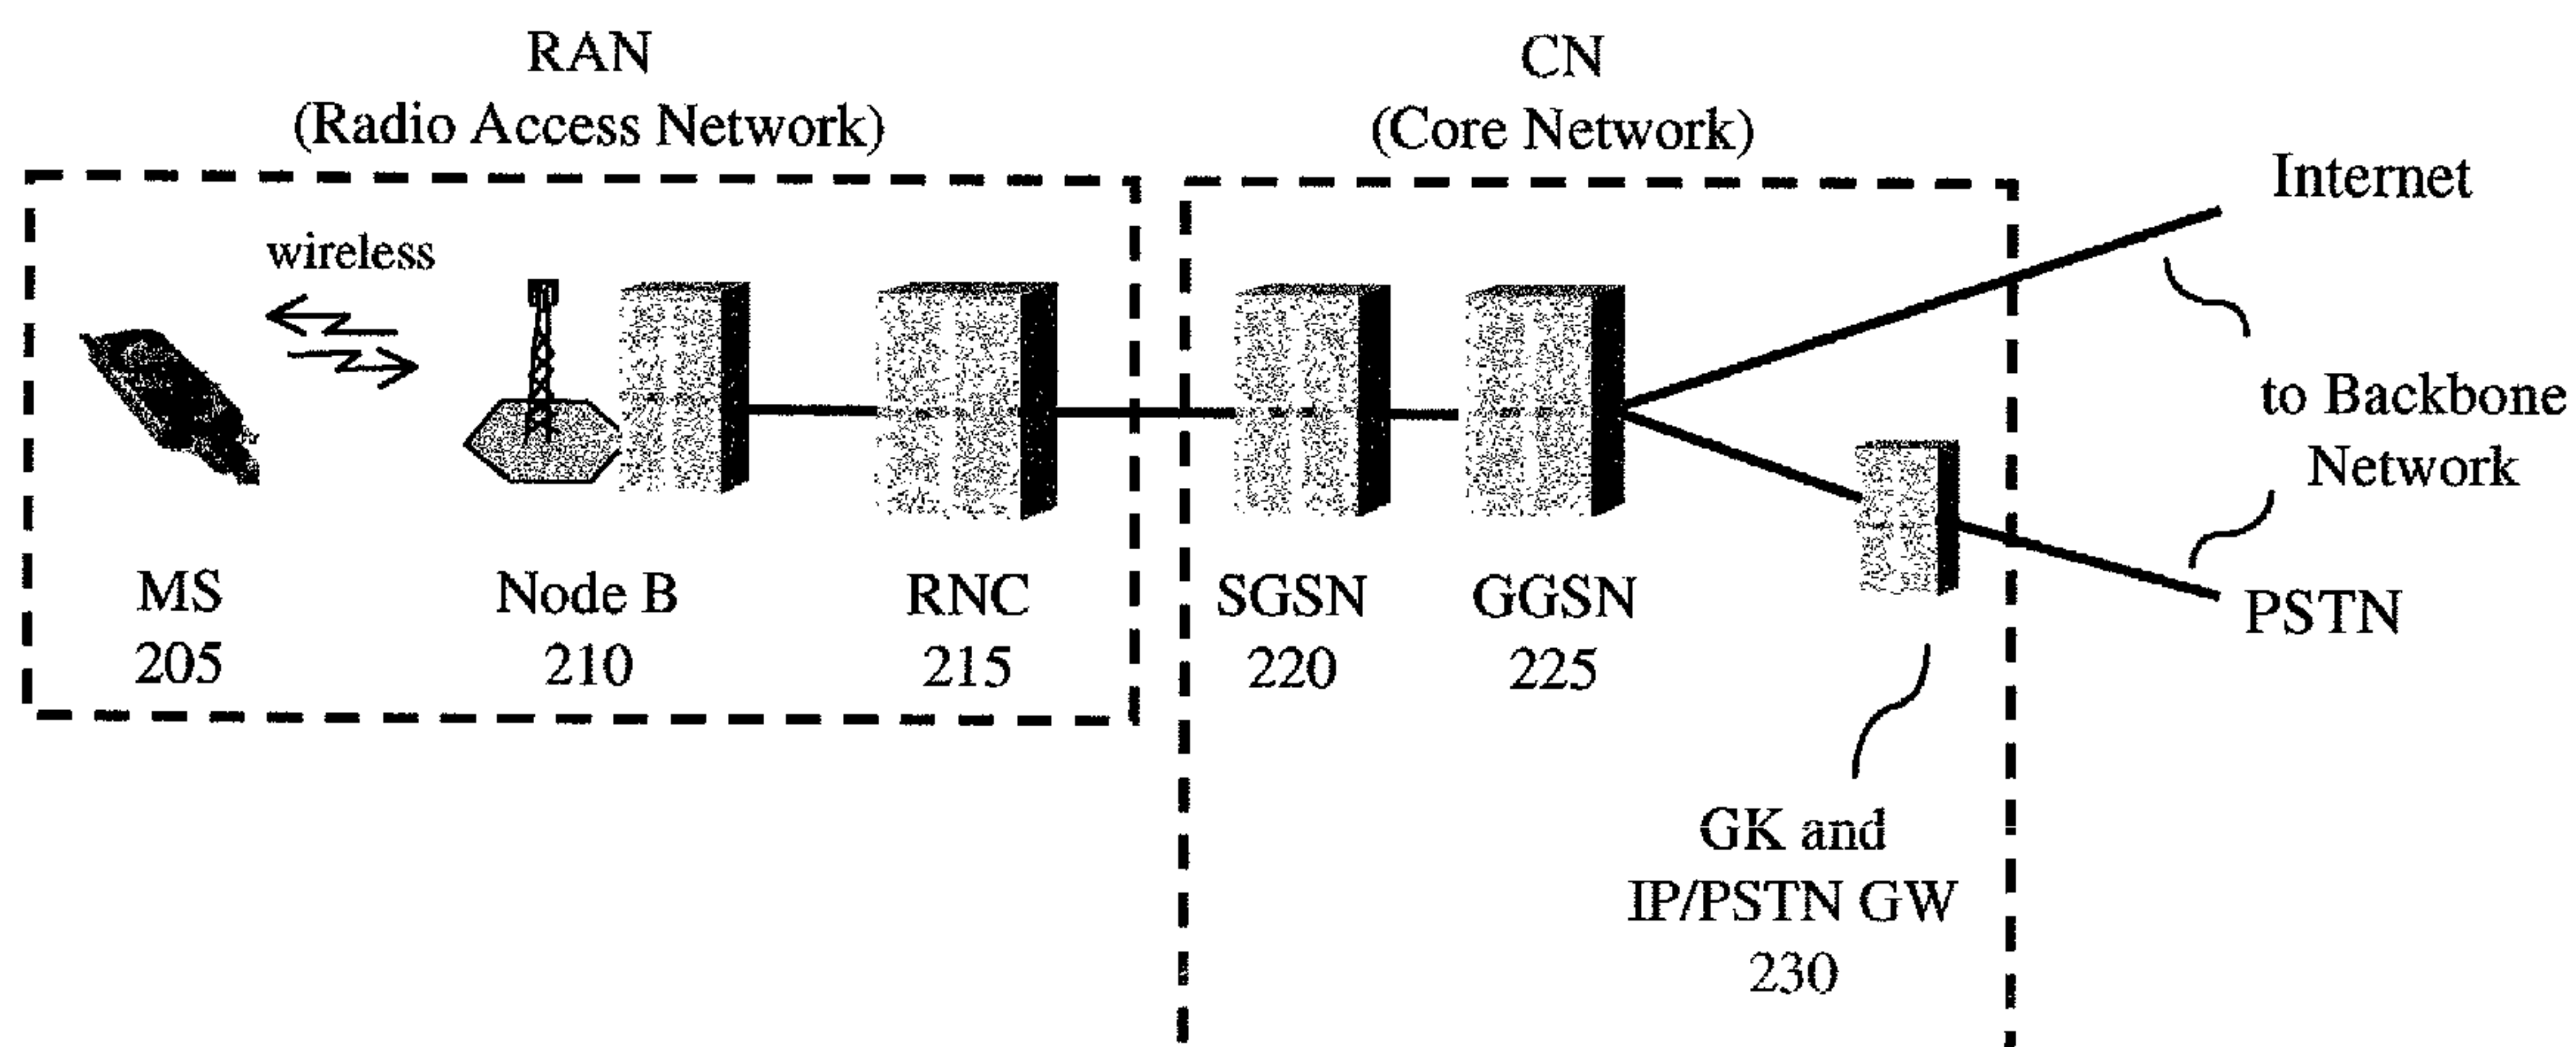 RAN
(Radio Access Network)
CN
(Core Network)
Internet
wireless
to Backbone
Network
MS
205
Node B
210
RNC
215
SGSN
220
GGSN
225
PSTN
GK and
IP/PSTN GW
230